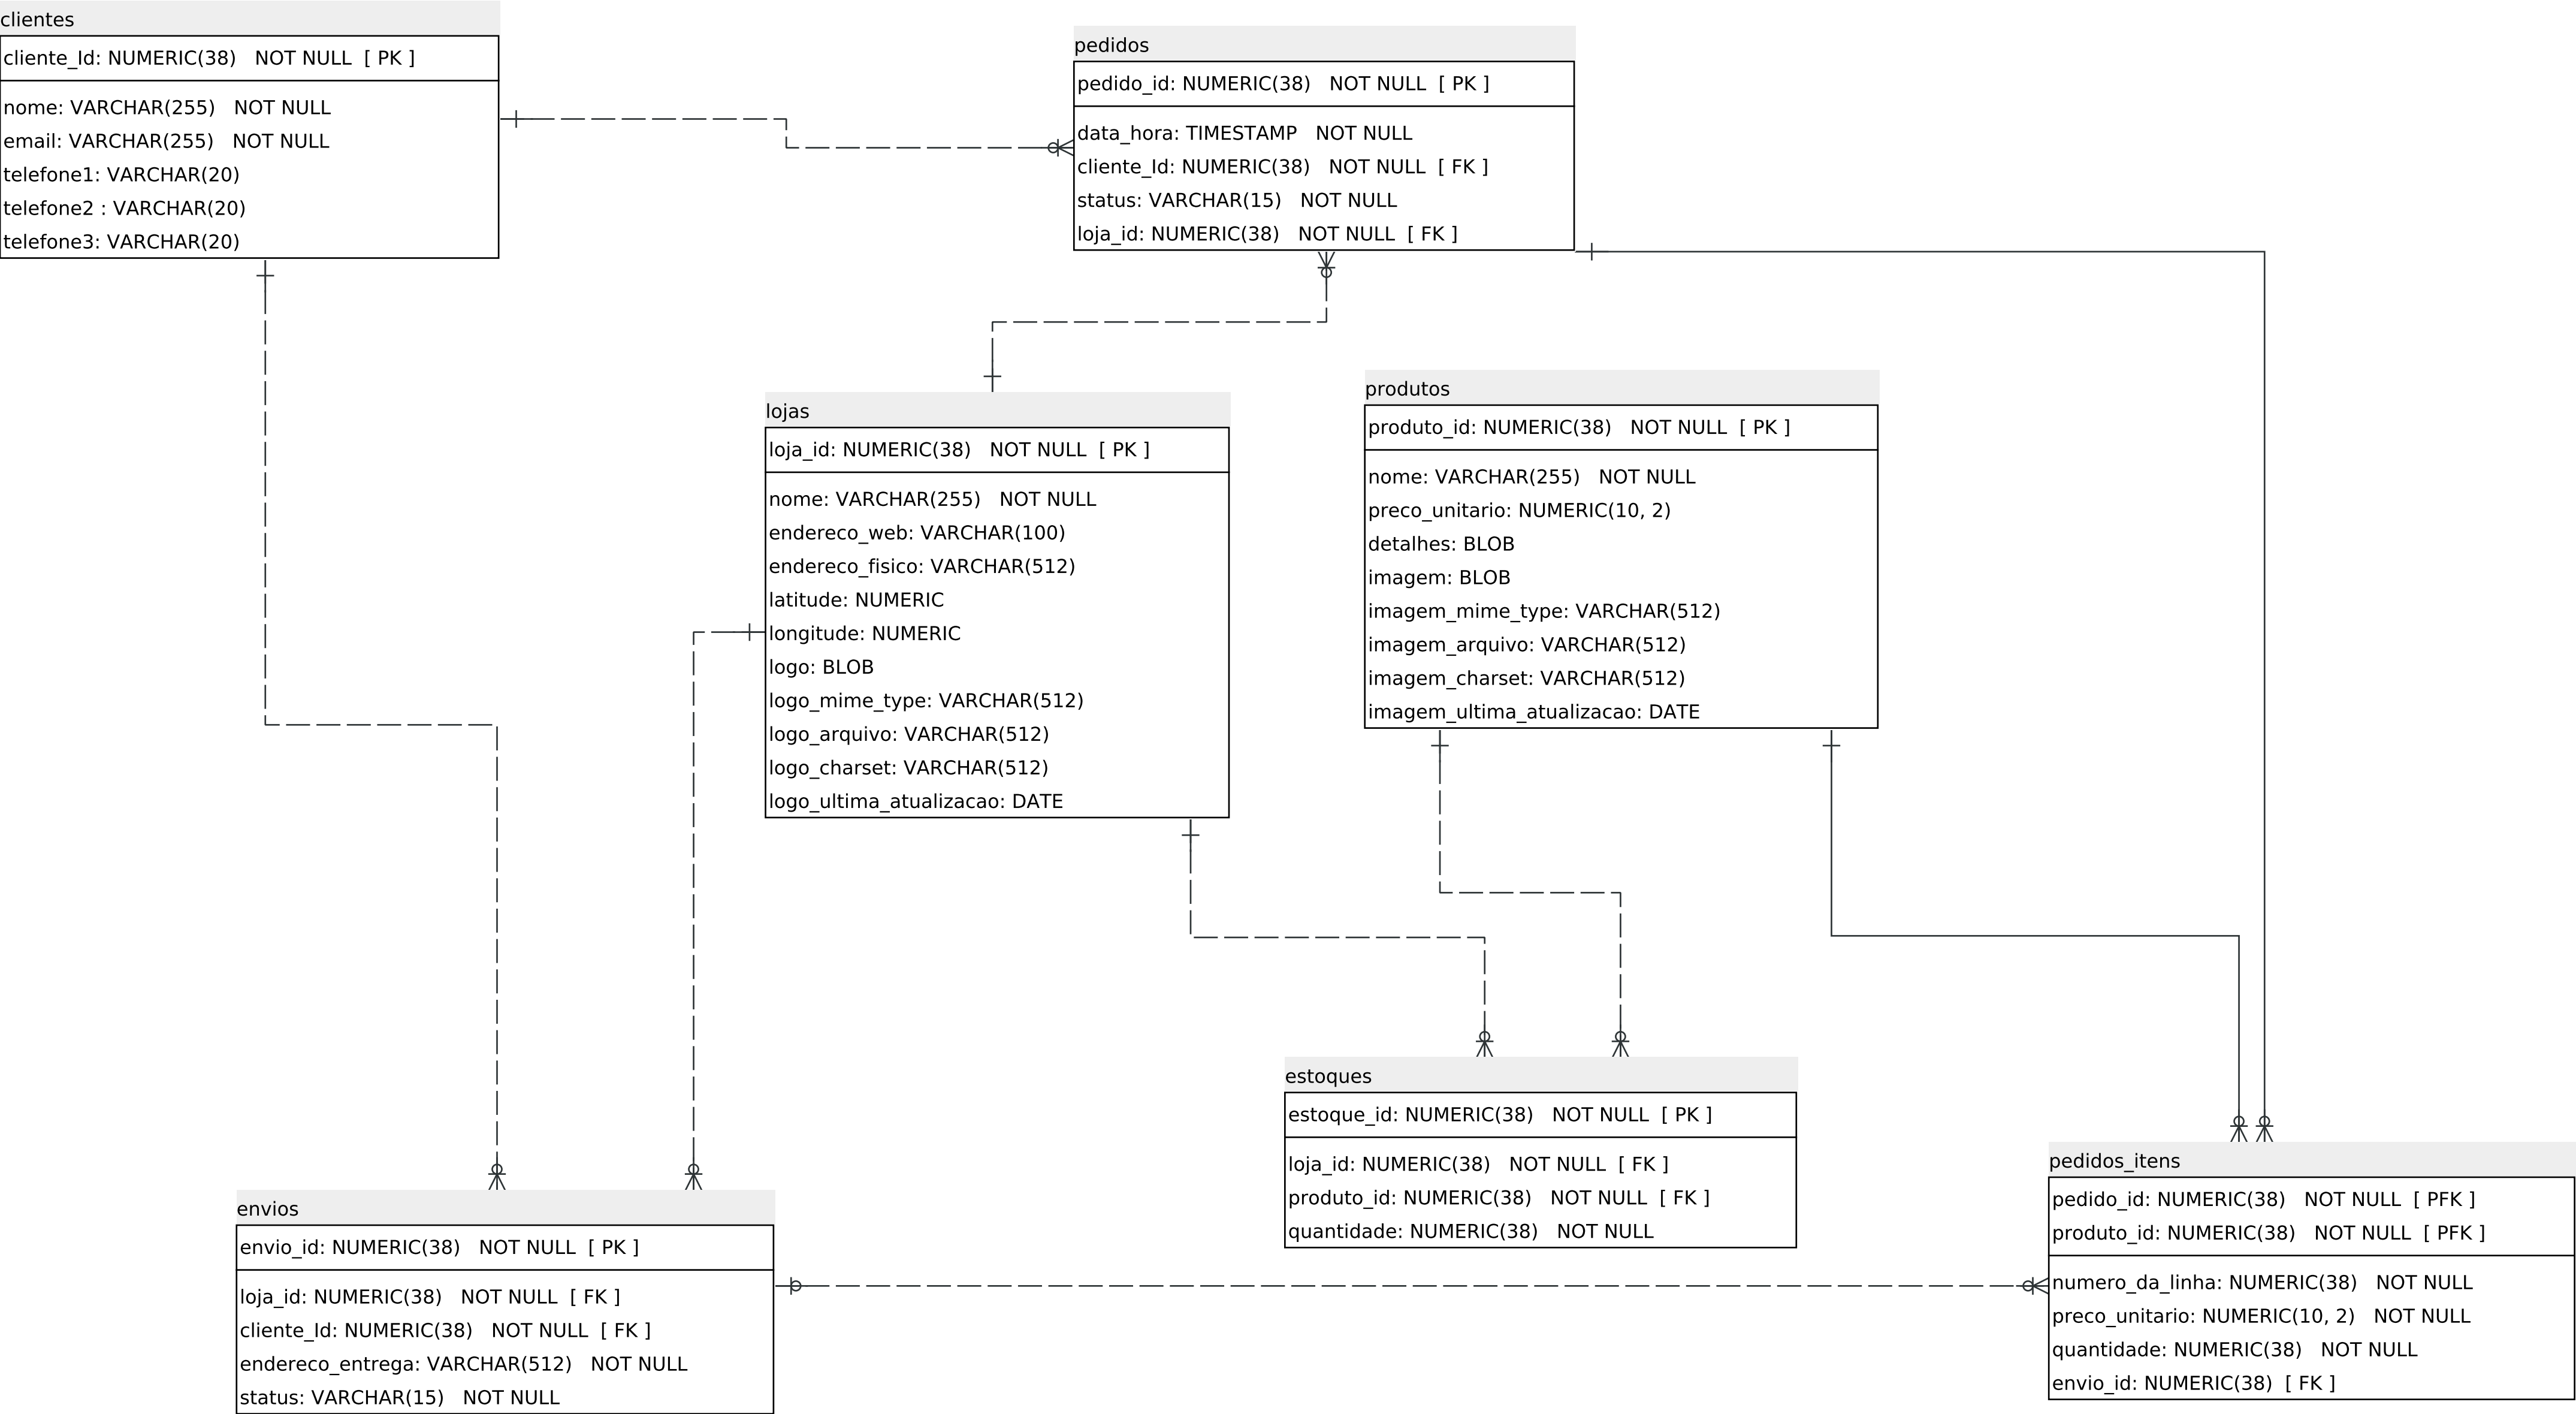 clientes
cliente_Id: NUMERIC(38) NOT NULL [ PK ]
nome: VARCHAR(255) NOT NULL
email: VARCHAR(255) NOT NULL
telefone1: VARCHAR(20)
telefone2 : VARCHAR(20)
telefone3: VARCHAR(20)
pedidos
pedido_id: NUMERIC(38) NOT NULL [ PK ]
data_hora: TIMESTAMP NOT NULL
cliente_Id: NUMERIC(38) NOT NULL [ FK ]
status: VARCHAR(15) NOT NULL
loja_id: NUMERIC(38) NOT NULL [ FK ]
lojas
loja_id: NUMERIC(38) NOT NULL [ PK ]
nome: VARCHAR(255) NOT NULL
endereco_web: VARCHAR(100)
endereco_fisico: VARCHAR(512)
latitude: NUMERIC
longitude: NUMERIC
logo: BLOB
logo_mime_type: VARCHAR(512)
logo_arquivo: VARCHAR(512)
logo_charset: VARCHAR(512)
logo_ultima_atualizacao: DATE
produtos
produto_id: NUMERIC(38) NOT NULL [ PK ]
nome: VARCHAR(255) NOT NULL
preco_unitario: NUMERIC(10, 2)
detalhes: BLOB
imagem: BLOB
imagem_mime_type: VARCHAR(512)
imagem_arquivo: VARCHAR(512)
imagem_charset: VARCHAR(512)
imagem_ultima_atualizacao: DATE
estoques
estoque_id: NUMERIC(38) NOT NULL [ PK ]
loja_id: NUMERIC(38) NOT NULL [ FK ]
produto_id: NUMERIC(38) NOT NULL [ FK ]
quantidade: NUMERIC(38) NOT NULL
pedidos_itens
pedido_id: NUMERIC(38) NOT NULL [ PFK ]
produto_id: NUMERIC(38) NOT NULL [ PFK ]
numero_da_linha: NUMERIC(38) NOT NULL
preco_unitario: NUMERIC(10, 2) NOT NULL
quantidade: NUMERIC(38) NOT NULL
envio_id: NUMERIC(38) [ FK ]
envios
envio_id: NUMERIC(38) NOT NULL [ PK ]
loja_id: NUMERIC(38) NOT NULL [ FK ]
cliente_Id: NUMERIC(38) NOT NULL [ FK ]
endereco_entrega: VARCHAR(512) NOT NULL
status: VARCHAR(15) NOT NULL